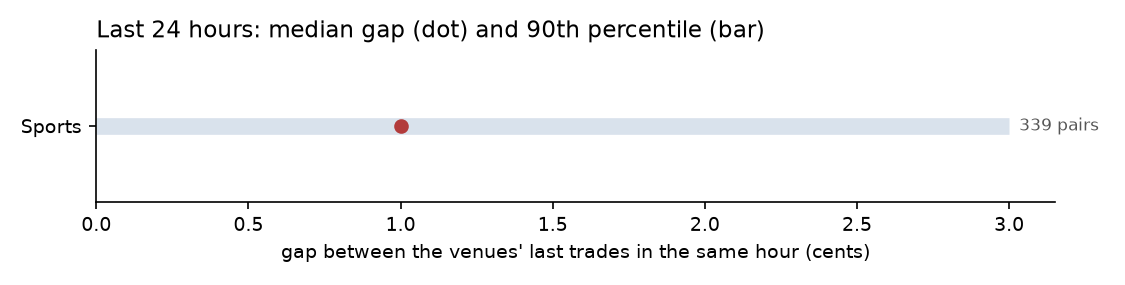 Last 24 hours: median gap (dot) and 90th percentile (bar)
Sports
339 pairs
0.0 0.5 1.0 1.5 2.0 2.5 3.0
gap between the venues' last trades in the same hour (cents)